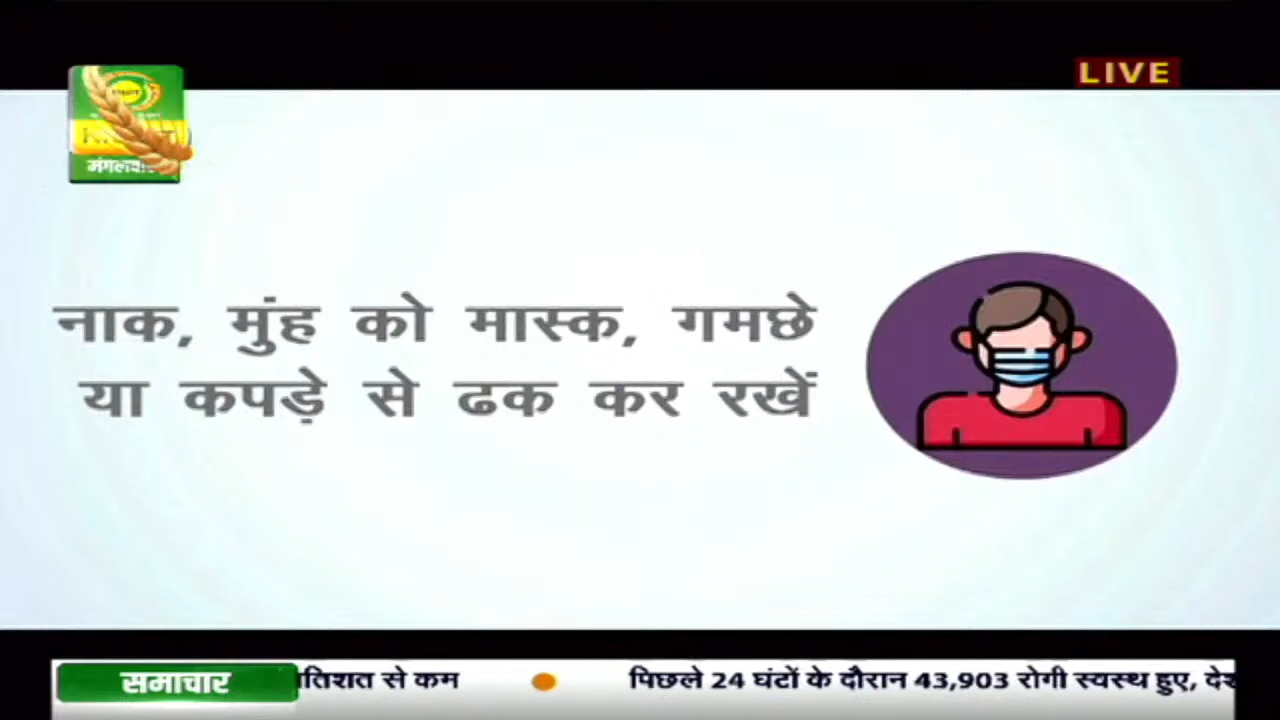 LIVE
नाक, मुंह को मास्क, गमछे
या कपड़े से ढक कर रखें
समाचार
तिशत से कम
पिछले 24 घंटों के दौरान 43,903 रोगी स्वस्थ हुए,